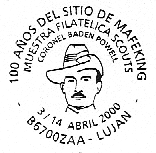 100 AÑOS DEL SITIO DE MAFEKING
MUESTRA FILATELICA SCOUTS
CORONEL BADEN POWELL
3/14 ABRIL 2000
B6700ZAA - LUJAN